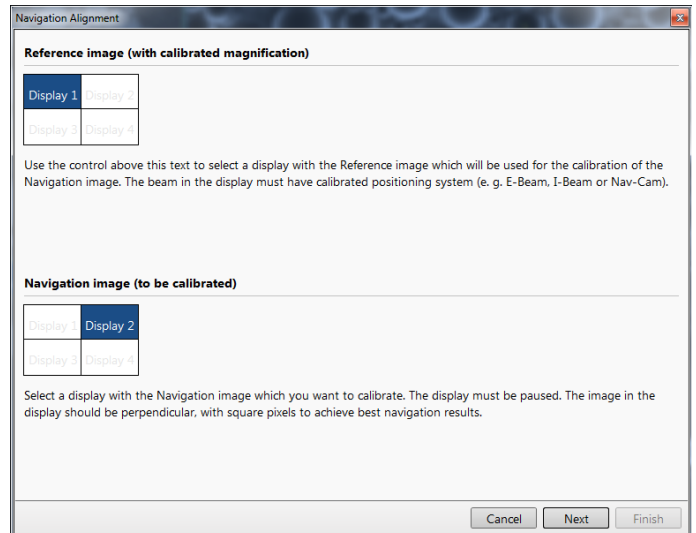 Navigation Alignment
Reference image (with calibrated magnification)
Display 1 Display 2
Display 3 Display 4
Use the control above this text to select a display with the Reference image which will be used for the calibration of the
Navigation image. The beam in the display must have calibrated positioning system (e. g. E-Beam, I-Beam or Nav-Cam).
Navigation image (to be calibrated)
Display 1 Display 2
Display 3 Display 4
Select a display with the Navigation image which you want to calibrate. The display must be paused. The image in the
display should be perpendicular, with square pixels to achieve best navigation results.
Cancel Next Finish